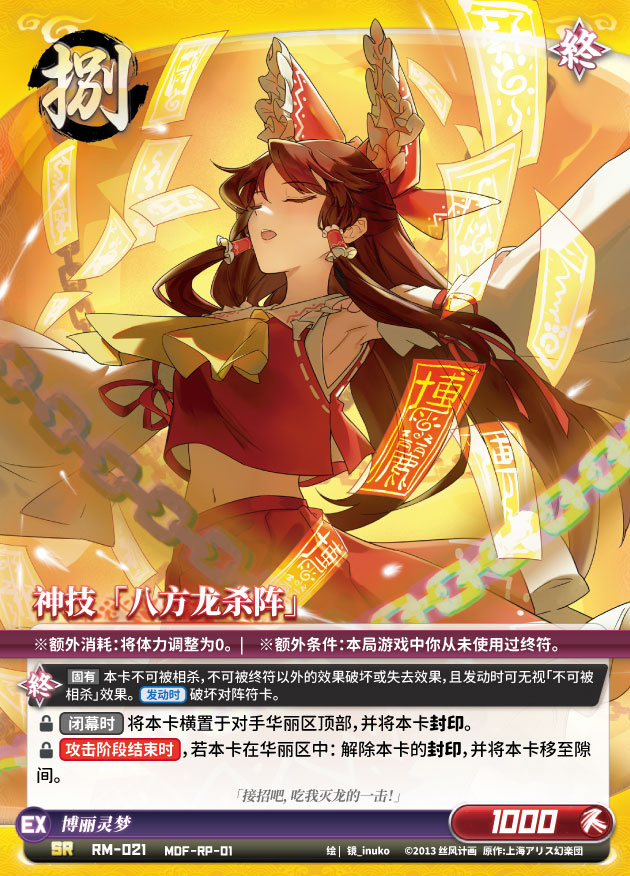 捌
終
博麗
博
博
神技「八方龙杀阵」
※额外消耗:将体力调整为0。| ※额外条件:本局游戏中你从未使用过终符。
終 固有 本卡不可被相杀，不可被终符以外的效果破坏或失去效果，且发动时可无视「不可被
相杀」效果。 发动时 破坏对阵符卡。
闭幕时 将本卡横置于对手华丽区顶部，并将本卡封印。
攻击阶段结束时，若本卡在华丽区中：解除本卡的封印，并将本卡移至隙
间。
「接招吧，吃我灭龙的一击！」
EX 博丽灵梦 1000
SR RM-021 MDF-RP-01 绘| 镜_inuko ©2013 丝风计画 原作:上海アリス幻楽団